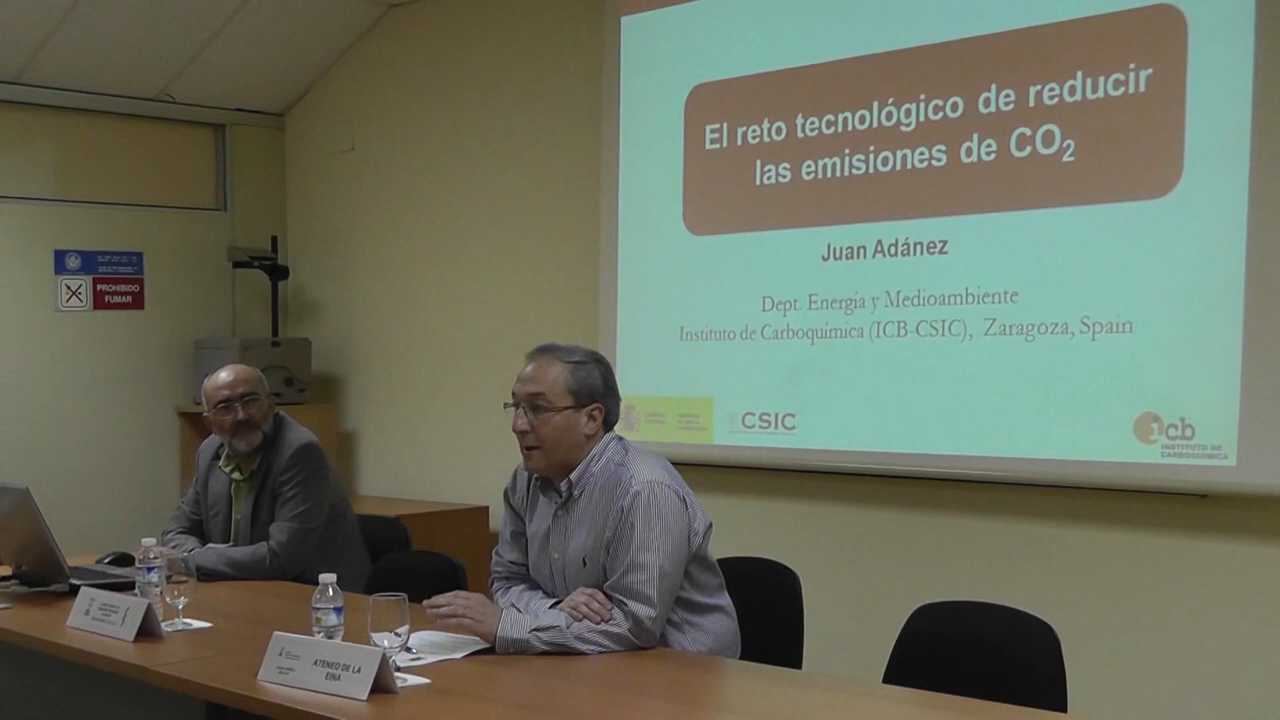 El reto tecnológico de reducir
las emisiones de CO₂
Juan Adánez
Dept. Energía y Medioambiente
Instituto de Carboquímica (ICB-CSIC), Zaragoza, Spain
CSIC
icb
INSTITUTO DE
CARBOQUÍMICA
PROHIBIDO
FUMAR
ATENEO DE LA
EINA